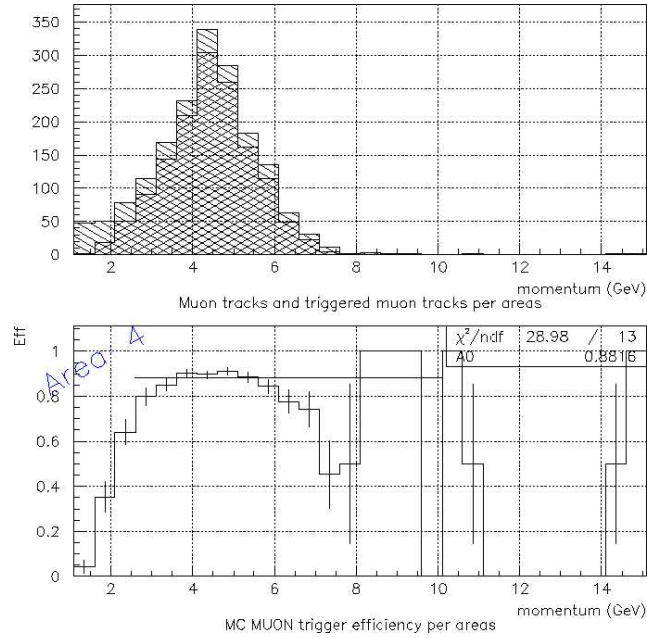 350
300
250
200
150
100
50
0
2 4 6 8 10 12 14
momentum (GeV)
Muon tracks and triggered muon tracks per areas
Eff
Area 4
χ²/ndf 28.98 / 13
A0 0.8816
1
0.8
0.6
0.4
0.2
0
2 4 6 8 10 12 14
momentum (GeV)
MC MUON trigger efficiency per areas